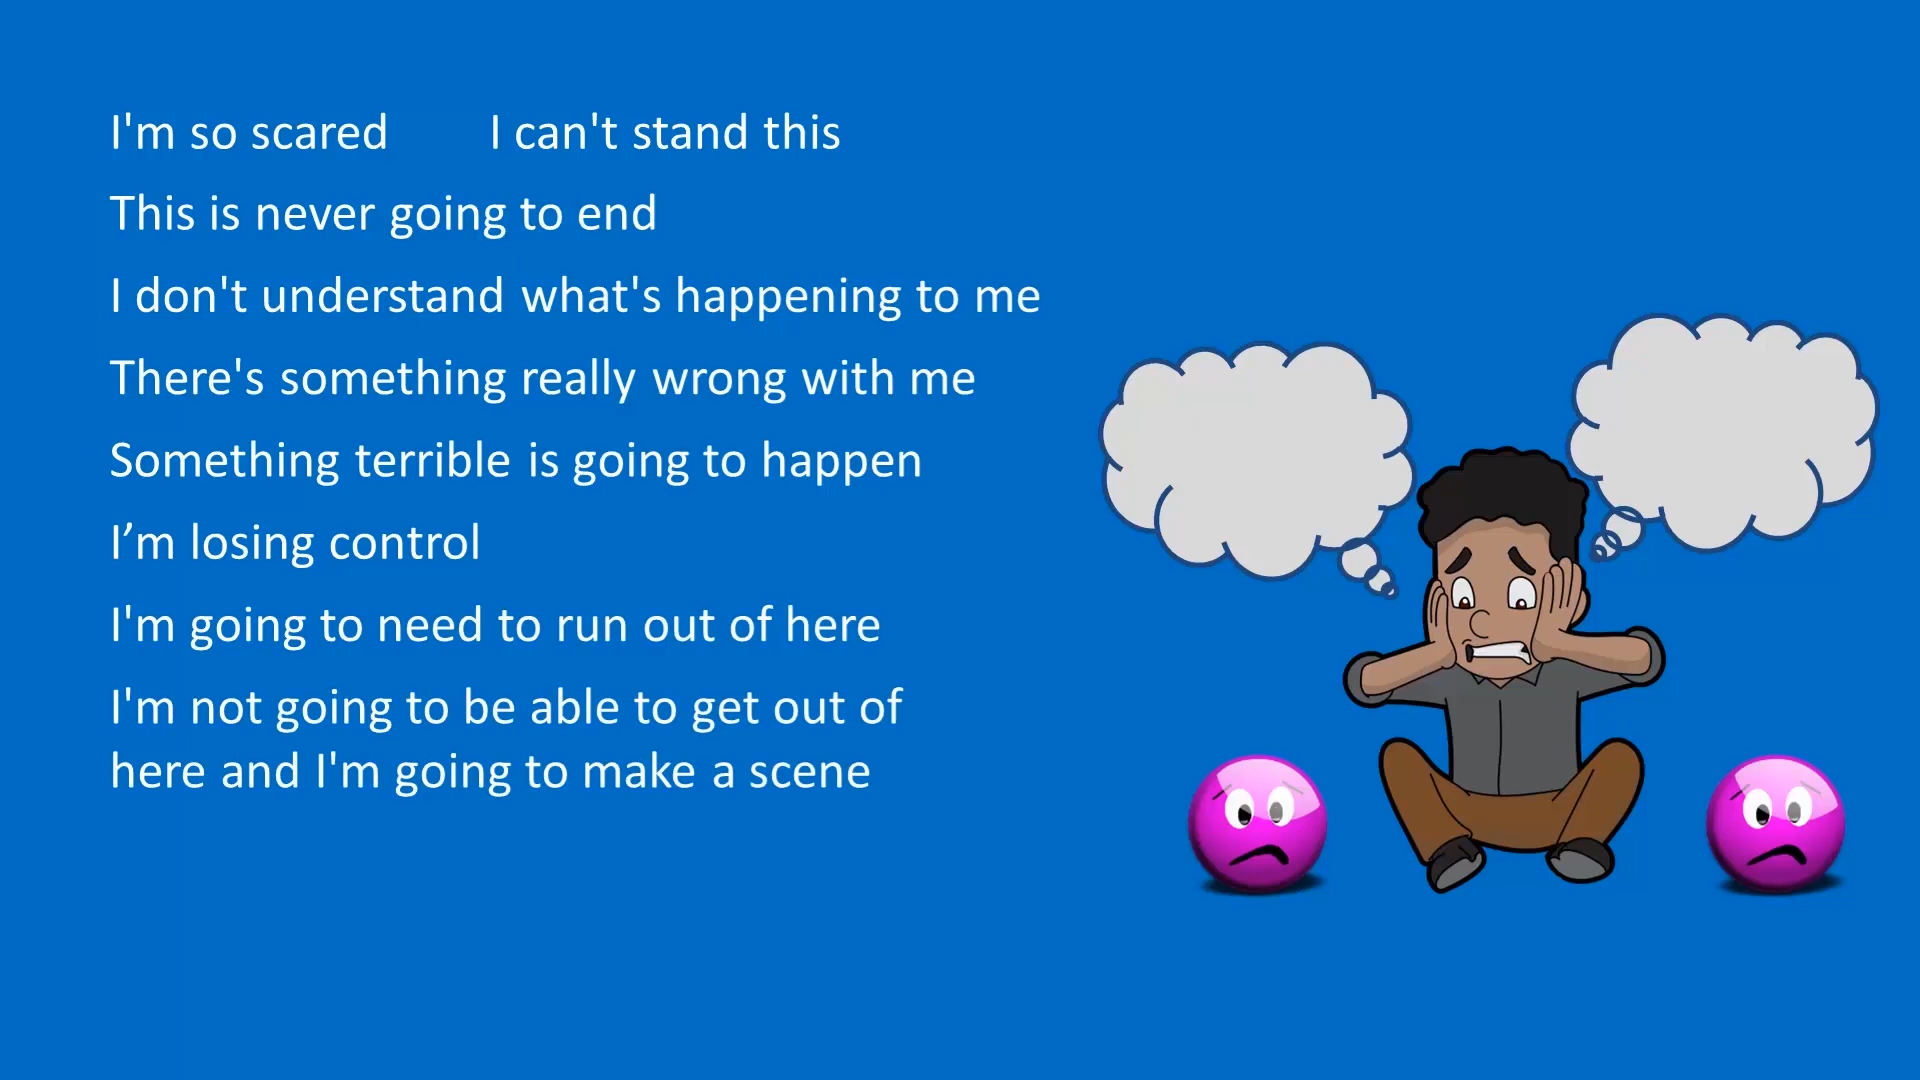 I'm so scared I can't stand this
This is never going to end
I don't understand what's happening to me
There's something really wrong with me
Something terrible is going to happen
I’m losing control
I'm going to need to run out of here
I'm not going to be able to get out of
here and I'm going to make a scene